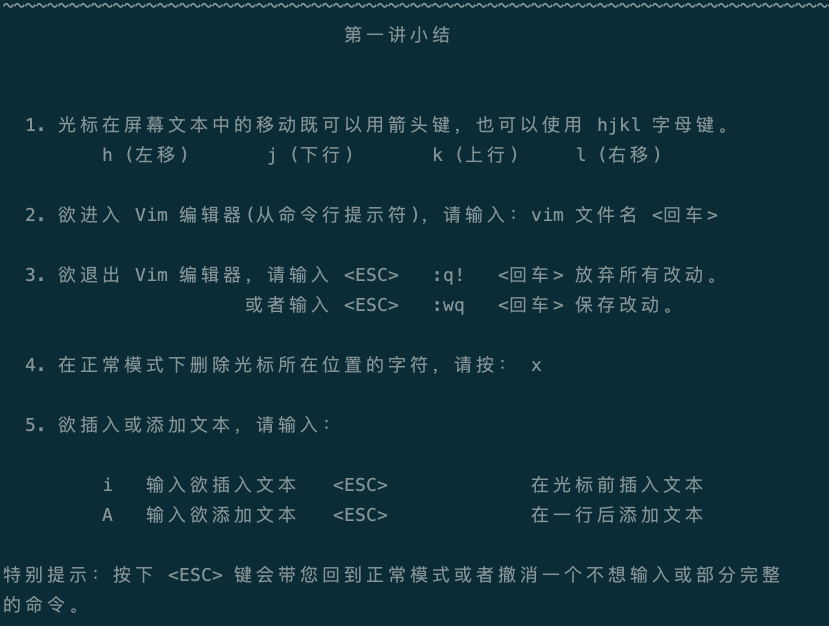 ~~~~~~~~~~~~~~~~~~~~~~~~~~~~~~~~~~~~~~~~~~~~~~~~~~~~~~~~~~~~~~~~~~~~~~~~~~~
第一讲小结
1. 光标在屏幕文本中的移动既可以用箭头键，也可以使用 hjkl 字母键。
h (左移) j (下行) k (上行) l (右移)
2. 欲进入 Vim 编辑器(从命令行提示符)，请输入：vim 文件名 <回车>
3. 欲退出 Vim 编辑器，请输入 <ESC> :q! <回车> 放弃所有改动。
或者输入 <ESC> :wq <回车> 保存改动。
4. 在正常模式下删除光标所在位置的字符，请按： x
5. 欲插入或添加文本，请输入：
i 输入欲插入文本 <ESC> 在光标前插入文本
A 输入欲添加文本 <ESC> 在一行后添加文本
特别提示：按下 <ESC> 键会带您回到正常模式或者撤消一个不想输入或部分完整
的命令。